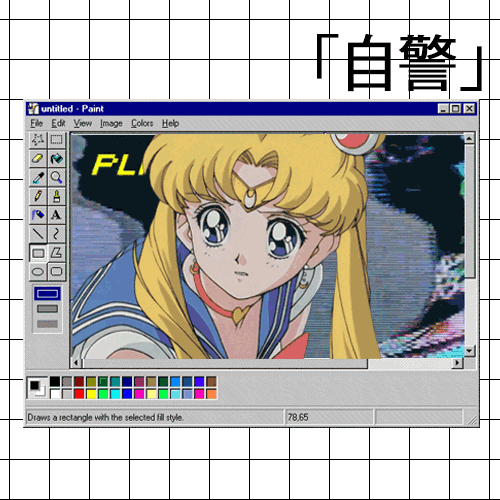 「自警」
untitled - Paint
File Edit View Image Colors Help
PL
A
Draws a rectangle with the selected fill style.
78,65